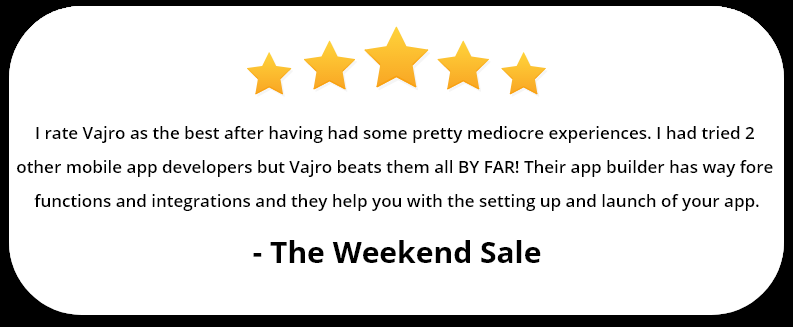 I rate Vajro as the best after having had some pretty mediocre experiences. I had tried 2
other mobile app developers but Vajro beats them all BY FAR! Their app builder has way fore
functions and integrations and they help you with the setting up and launch of your app.
- The Weekend Sale